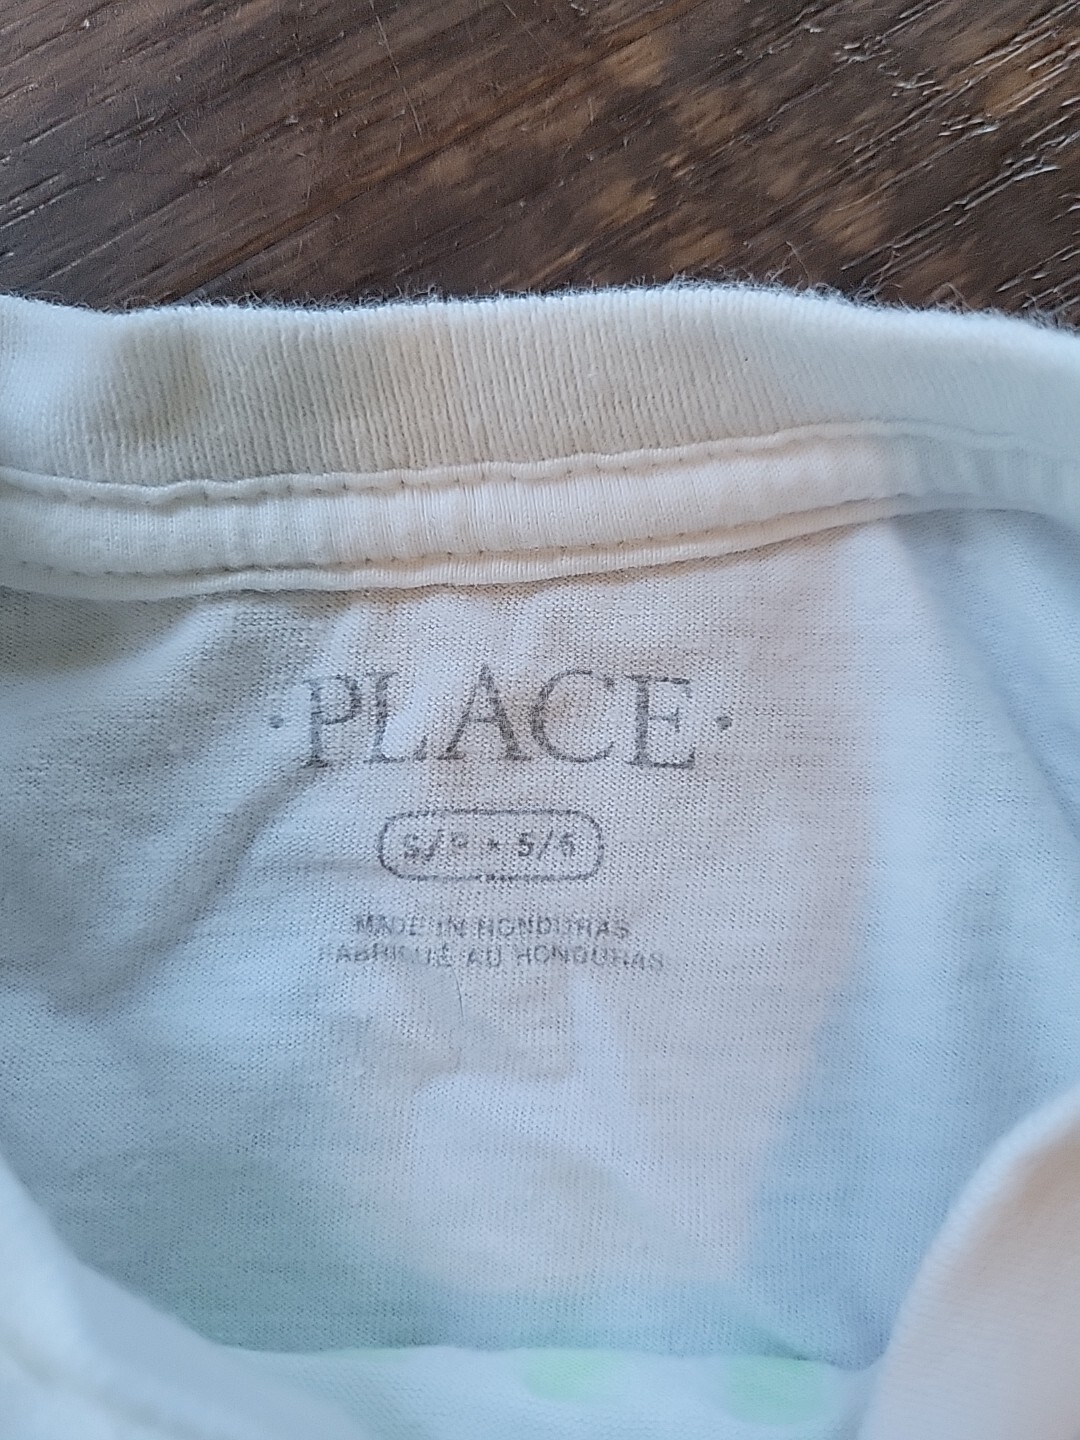 ·PLACE·
S/P • 5/6
MADE IN HONDURAS
FABRIQUÉ AU HONDURAS